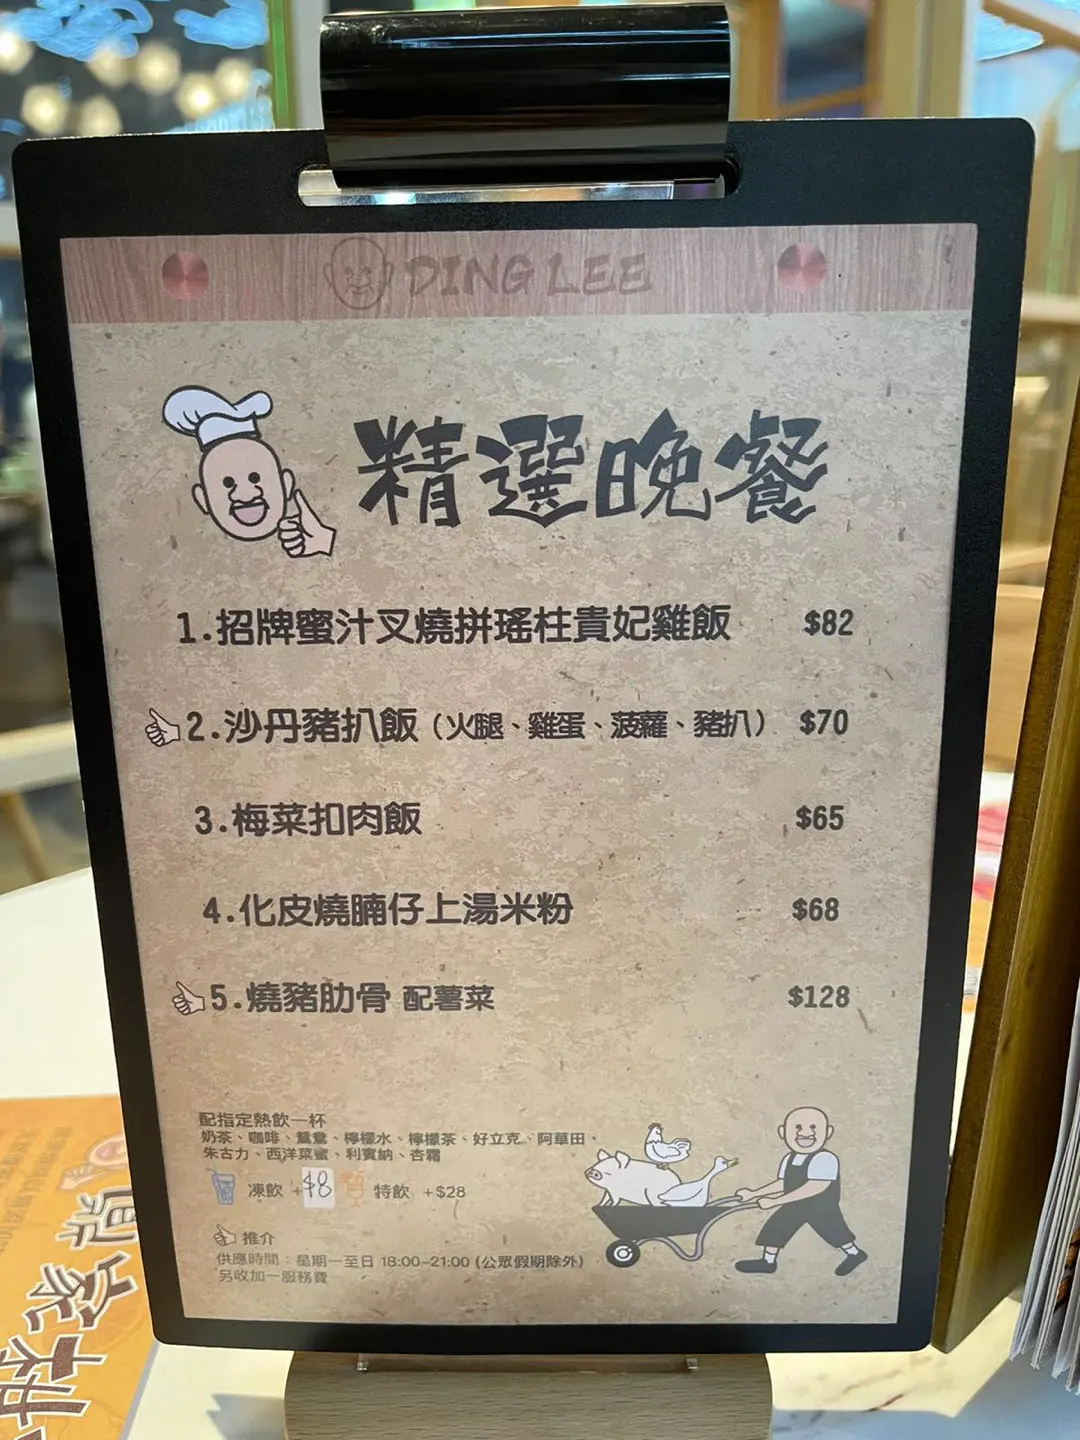 DING LEE
精選晚餐
1.招牌蜜汁叉燒拼瑤柱貴妃雞飯 $82
2.沙丹豬扒飯（火腿、雞蛋、菠蘿、豬扒） $70
3.梅菜扣肉飯 $65
4.化皮燒腩仔上湯米粉 $68
5.燒豬肋骨 配薯菜 $128
配指定熱飲一杯
奶茶、咖啡、鴛鴦、檸檬水、檸檬茶、好立克、阿華田、
朱古力、西洋菜蜜、利賓納、杏霜
凍飲 +$8 特飲 +$28
推介
供應時間：星期一至日 18:00-21:00 (公眾假期除外)
另收加一服務費